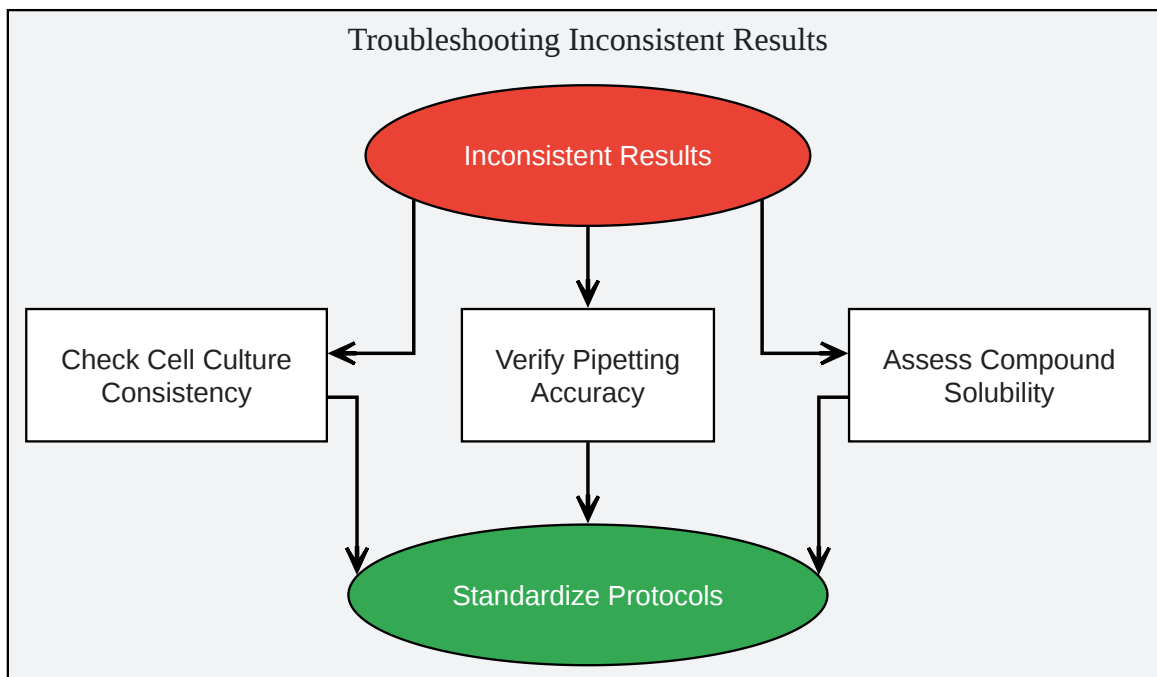 Troubleshooting Inconsistent Results
Inconsistent Results
Check Cell Culture
Consistency
Verify Pipetting
Accuracy
Assess Compound
Solubility
Standardize Protocols